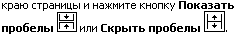 краю страницы и нажмите кнопку Показать
пробелы или Скрыть пробелы .